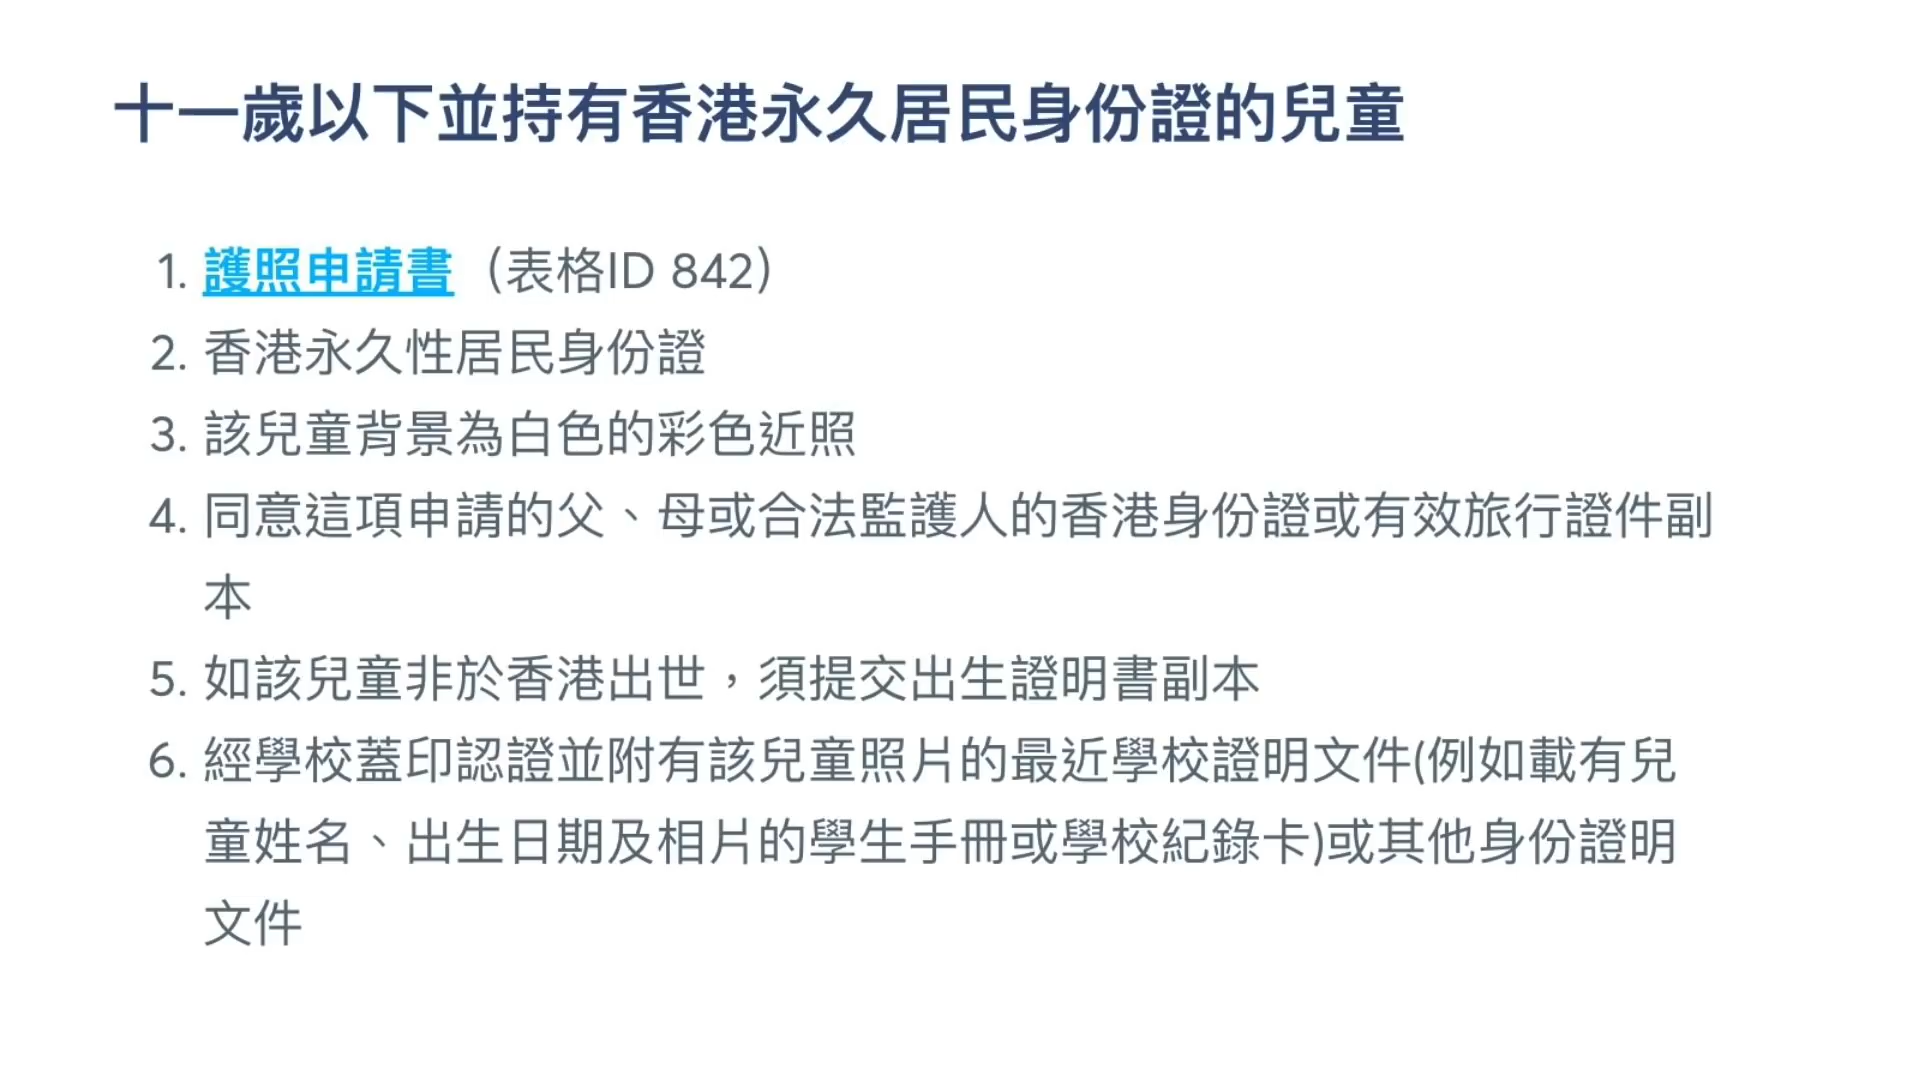 十一歲以下並持有香港永久居民身份證的兒童
1. 護照申請書（表格ID 842）
2. 香港永久性居民身份證
3. 該兒童背景為白色的彩色近照
4. 同意這項申請的父、母或合法監護人的香港身份證或有效旅行證件副
本
5. 如該兒童非於香港出世，須提交出生證明書副本
6. 經學校蓋印認證並附有該兒童照片的最近學校證明文件(例如載有兒
童姓名、出生日期及相片的學生手冊或學校紀錄卡)或其他身份證明
文件